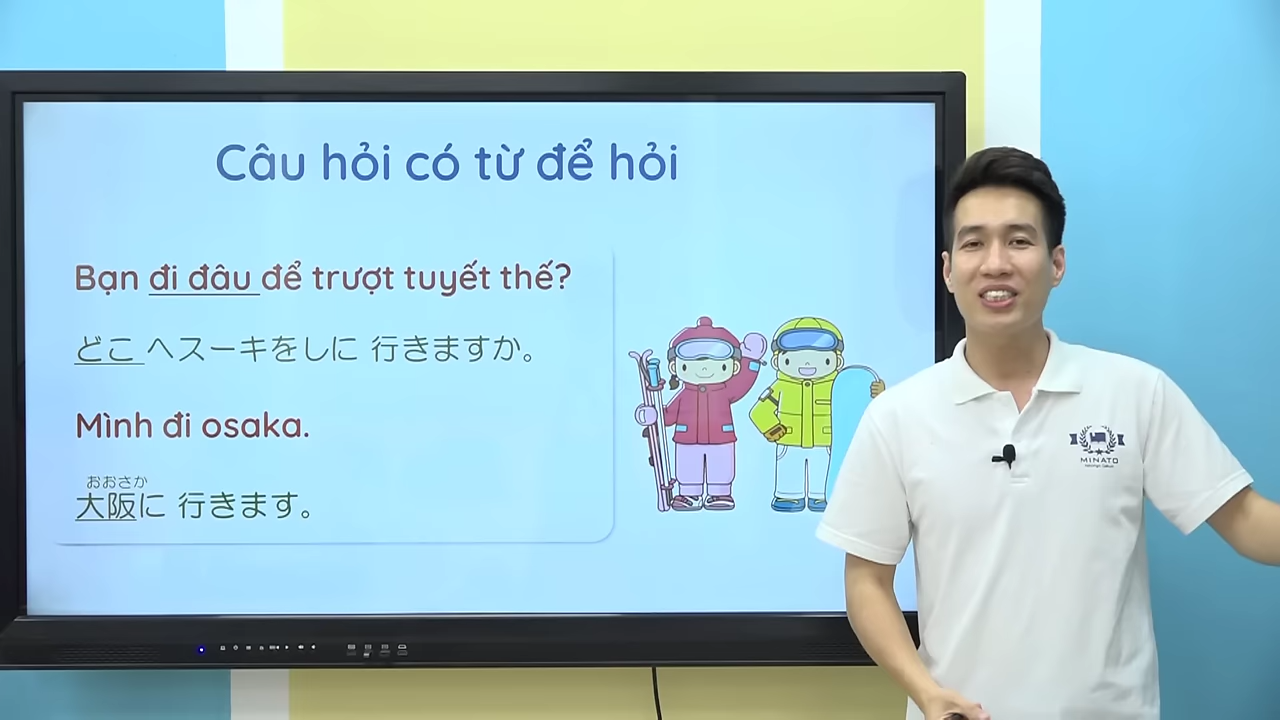 Câu hỏi có từ để hỏi
Bạn đi đâu để trượt tuyết thế?
どこ へスーキをしに 行きますか。
Mình đi osaka.
おおさか
大阪に 行きます。
MINATO